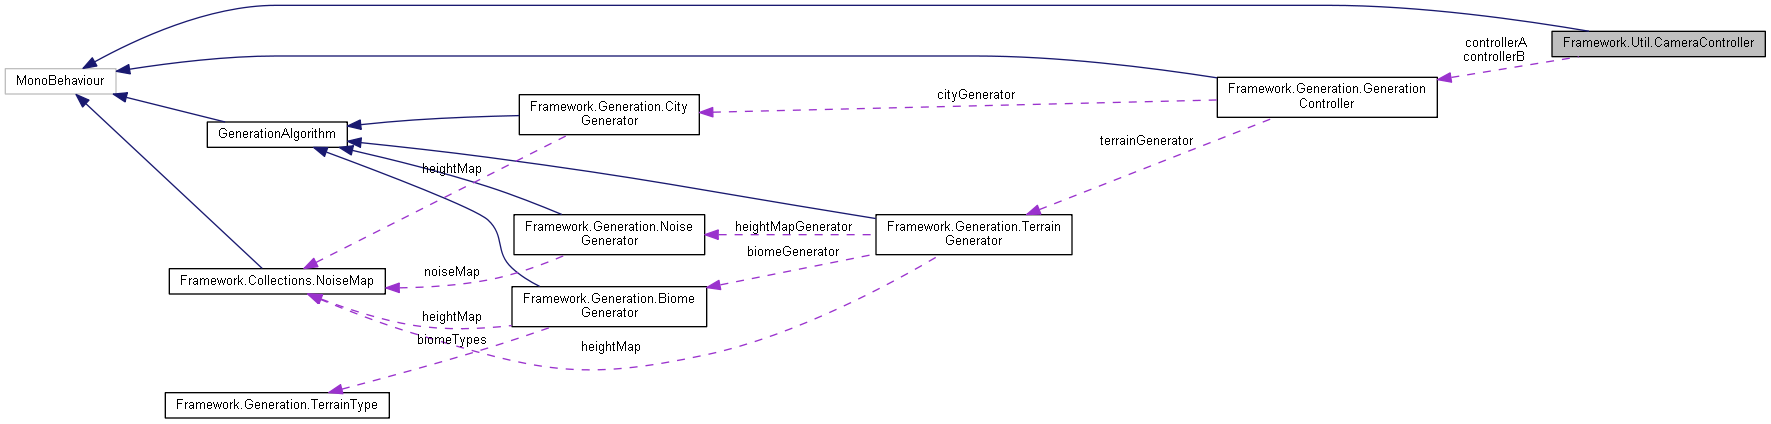 Framework.Util.CameraController
controllerA
controllerB
MonoBehaviour
Framework.Generation.Generation
Controller
cityGenerator
Framework.Generation.City
Generator
GenerationAlgorithm
terrainGenerator
heightMap
Framework.Generation.Noise
Generator
heightMapGenerator
Framework.Generation.Terrain
Generator
biomeGenerator
noiseMap
Framework.Collections.NoiseMap
Framework.Generation.Biome
Generator
heightMap
biomeTypes
heightMap
Framework.Generation.TerrainType